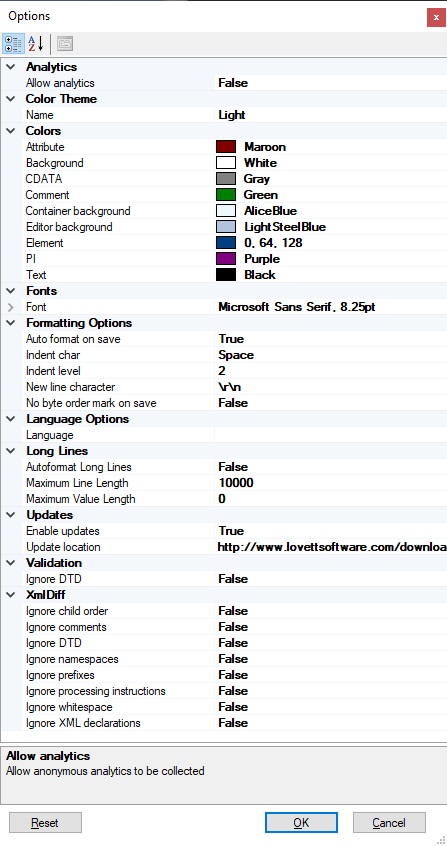 Options
Analytics
Allow analytics False
Color Theme
Name Light
Colors
Attribute Maroon
Background White
CDATA Gray
Comment Green
Container background AliceBlue
Editor background LightSteelBlue
Element 0, 64, 128
PI Purple
Text Black
Fonts
Font Microsoft Sans Serif, 8.25pt
Formatting Options
Auto format on save True
Indent char Space
Indent level 2
New line character \r\n
No byte order mark on save False
Language Options
Language
Long Lines
Autoformat Long Lines False
Maximum Line Length 10000
Maximum Value Length 0
Updates
Enable updates True
Update location http://www.lovettsoftware.com/downloa
Validation
Ignore DTD False
XmlDiff
Ignore child order False
Ignore comments False
Ignore DTD False
Ignore namespaces False
Ignore prefixes False
Ignore processing instructions False
Ignore whitespace False
Ignore XML declarations False
Allow analytics
Allow anonymous analytics to be collected
Reset OK Cancel